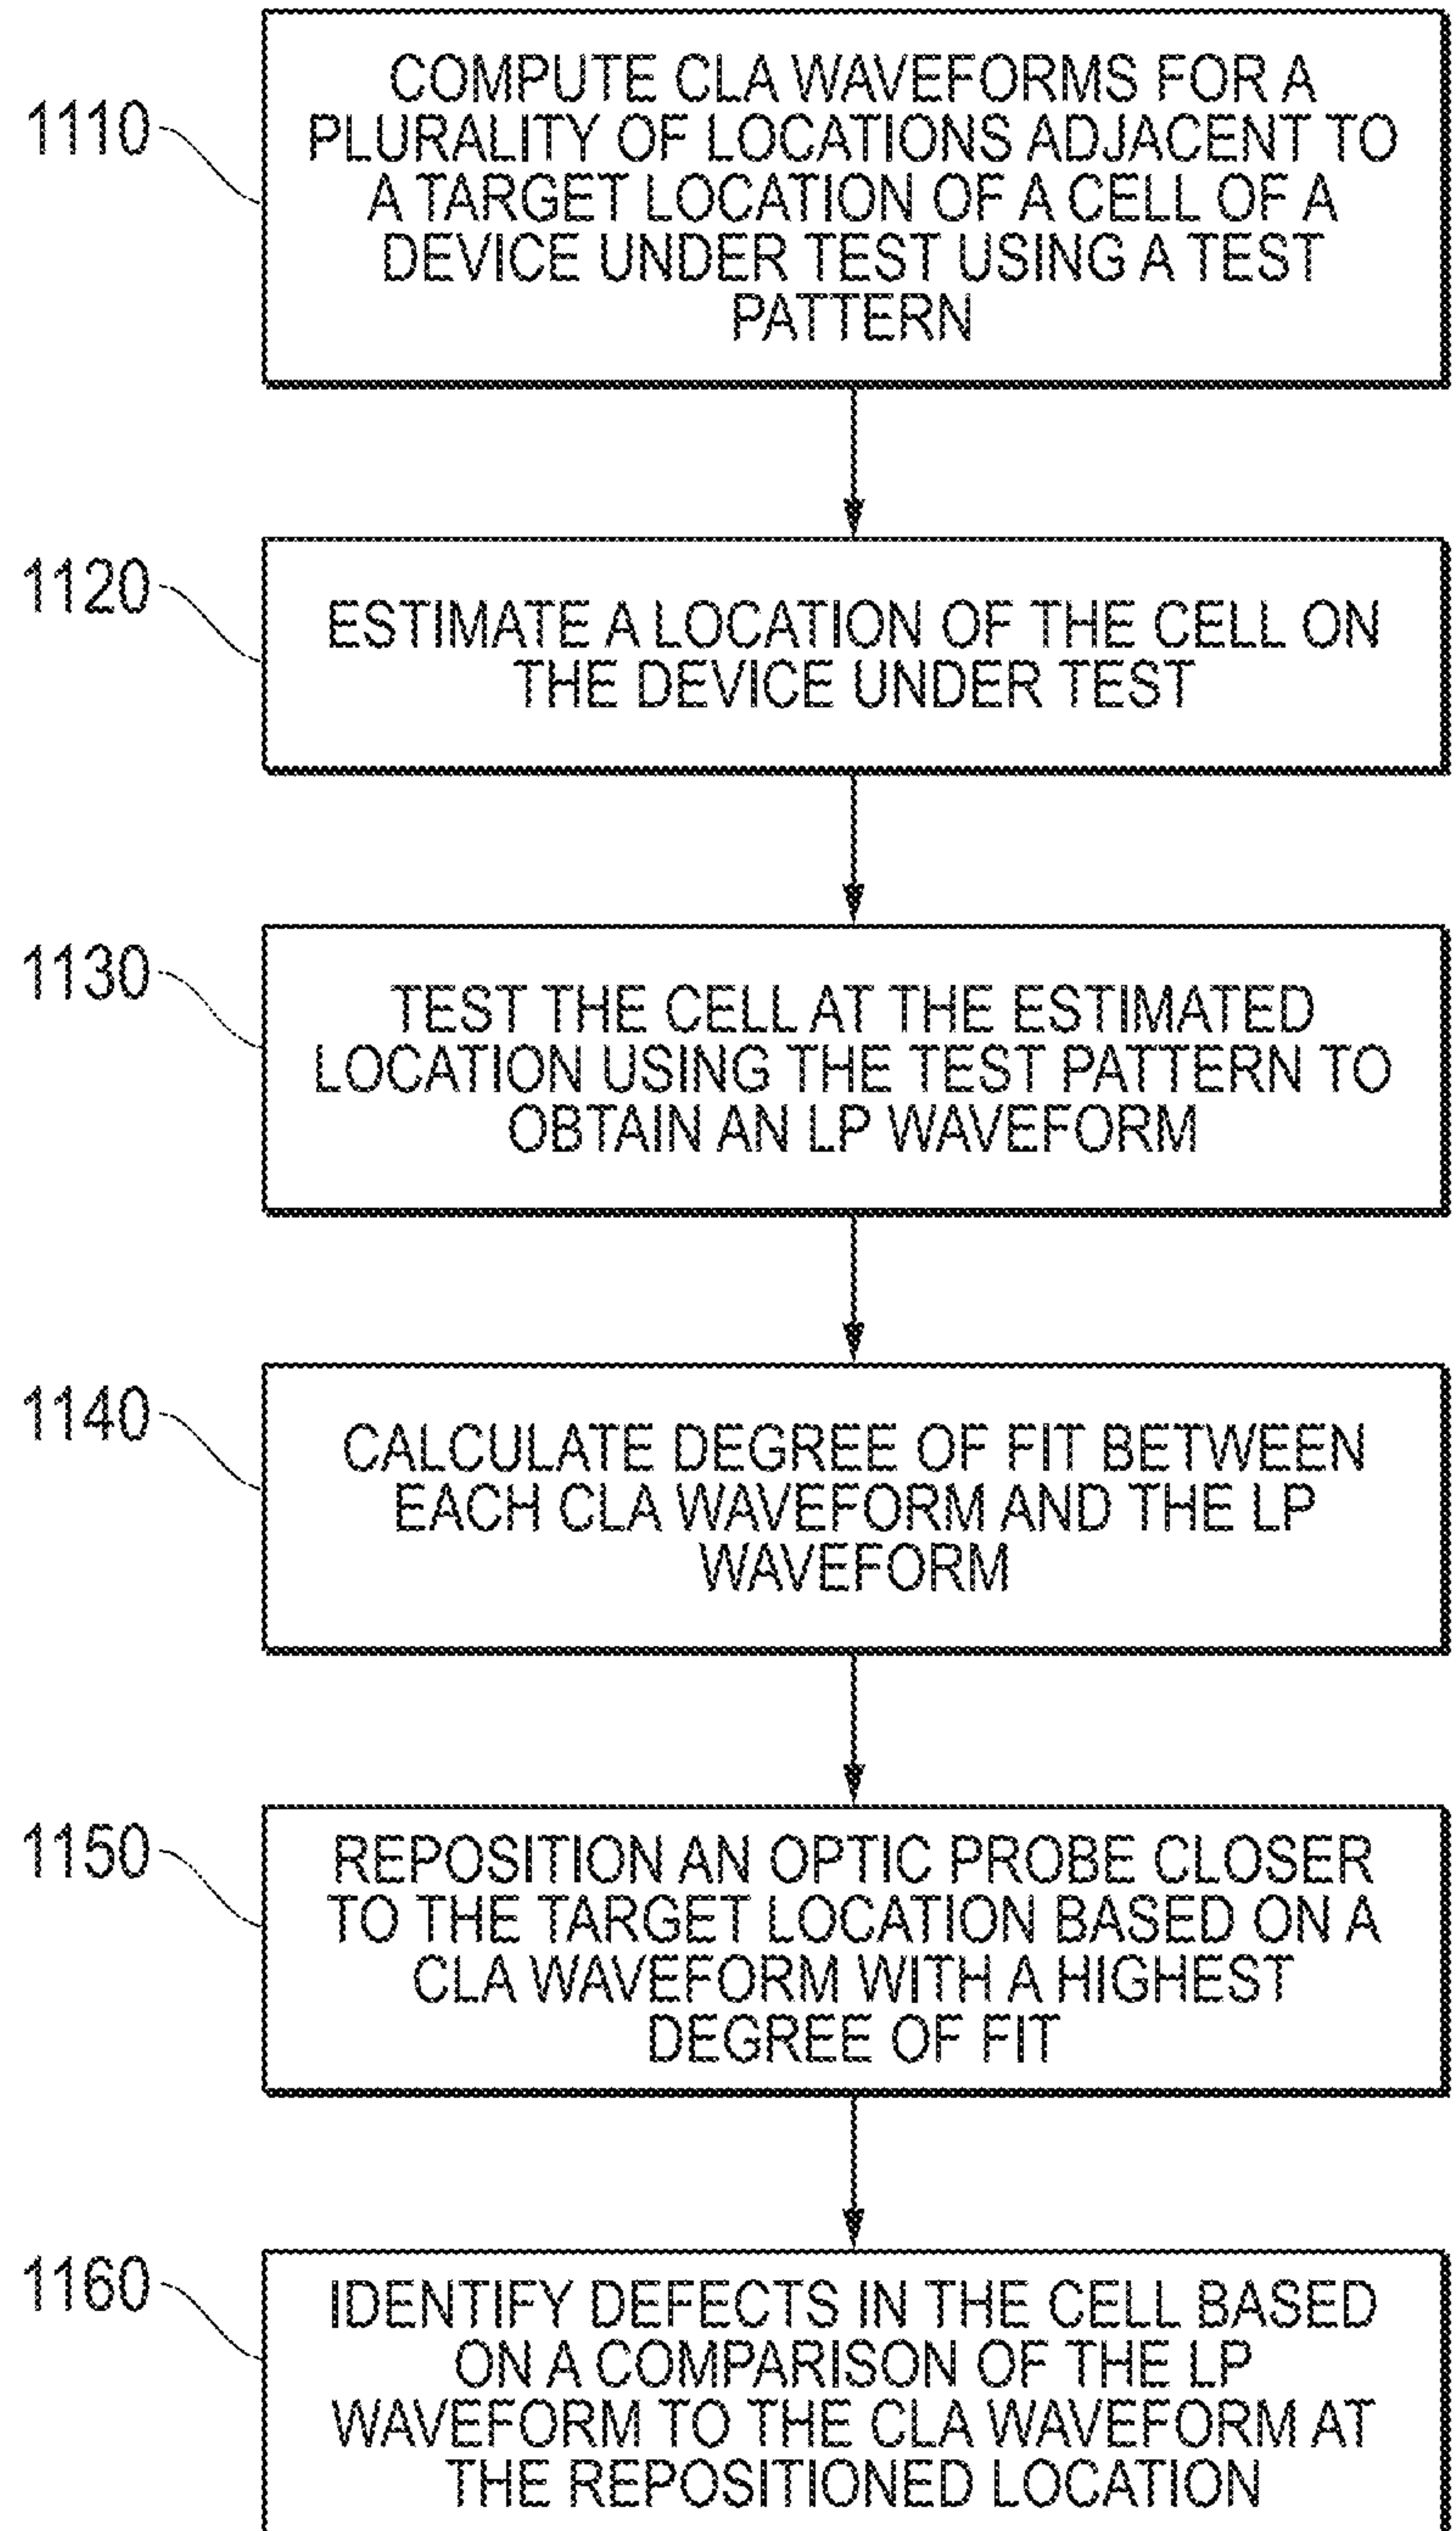 1110
COMPUTE CLA WAVEFORMS FOR A
PLURALITY OF LOCATIONS ADJACENT TO
A TARGET LOCATION OF A CELL OF A
DEVICE UNDER TEST USING A TEST
PATTERN
1120
ESTIMATE A LOCATION OF THE CELL ON
THE DEVICE UNDER TEST
1130
TEST THE CELL AT THE ESTIMATED
LOCATION USING THE TEST PATTERN TO
OBTAIN AN LP WAVEFORM
1140
CALCULATE DEGREE OF FIT BETWEEN
EACH CLA WAVEFORM AND THE LP
WAVEFORM
1150
REPOSITION AN OPTIC PROBE CLOSER
TO THE TARGET LOCATION BASED ON A
CLA WAVEFORM WITH A HIGHEST
DEGREE OF FIT
1160
IDENTIFY DEFECTS IN THE CELL BASED
ON A COMPARISON OF THE LP
WAVEFORM TO THE CLA WAVEFORM AT
THE REPOSITIONED LOCATION